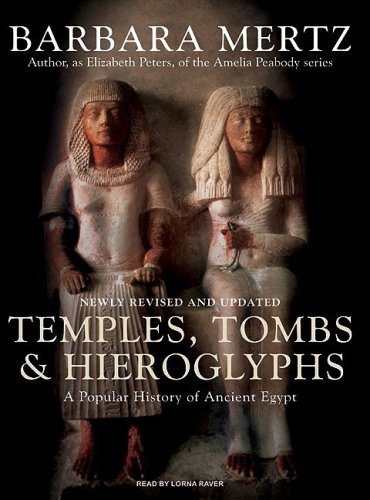 BARBARA MERTZ
Author, as Elizabeth Peters, of the Amelia Peabody series
NEWLY REVISED AND UPDATED
TEMPLES, TOMBS
& HIEROGLYPHS
A Popular History of Ancient Egypt
READ BY LORNA RAVER